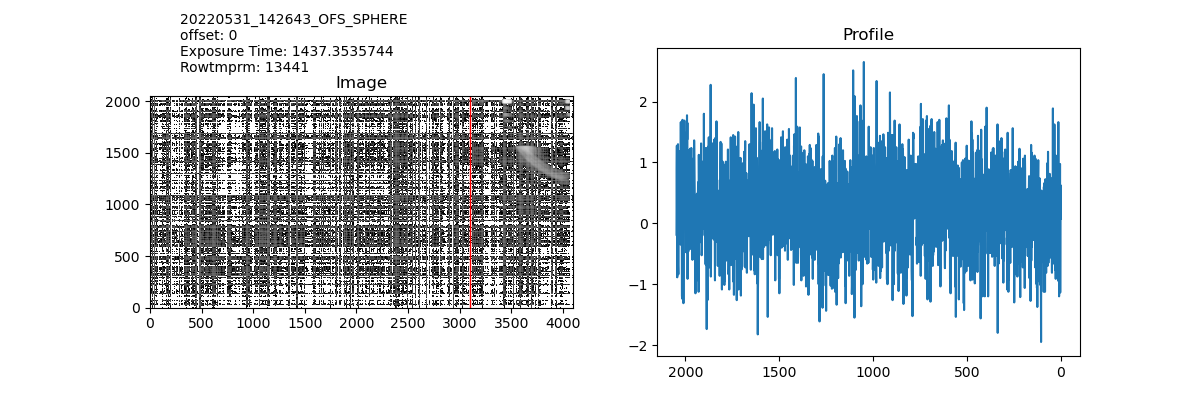 20220531_142643_OFS_SPHERE
offset: 0
Exposure Time: 1437.3535744
Rowtmprm: 13441
Image
Profile
2000
1500
1000
500
0
0 500 1000 1500 2000 2500 3000 3500 4000
2
1
0
−1
−2
2000 1500 1000 500 0